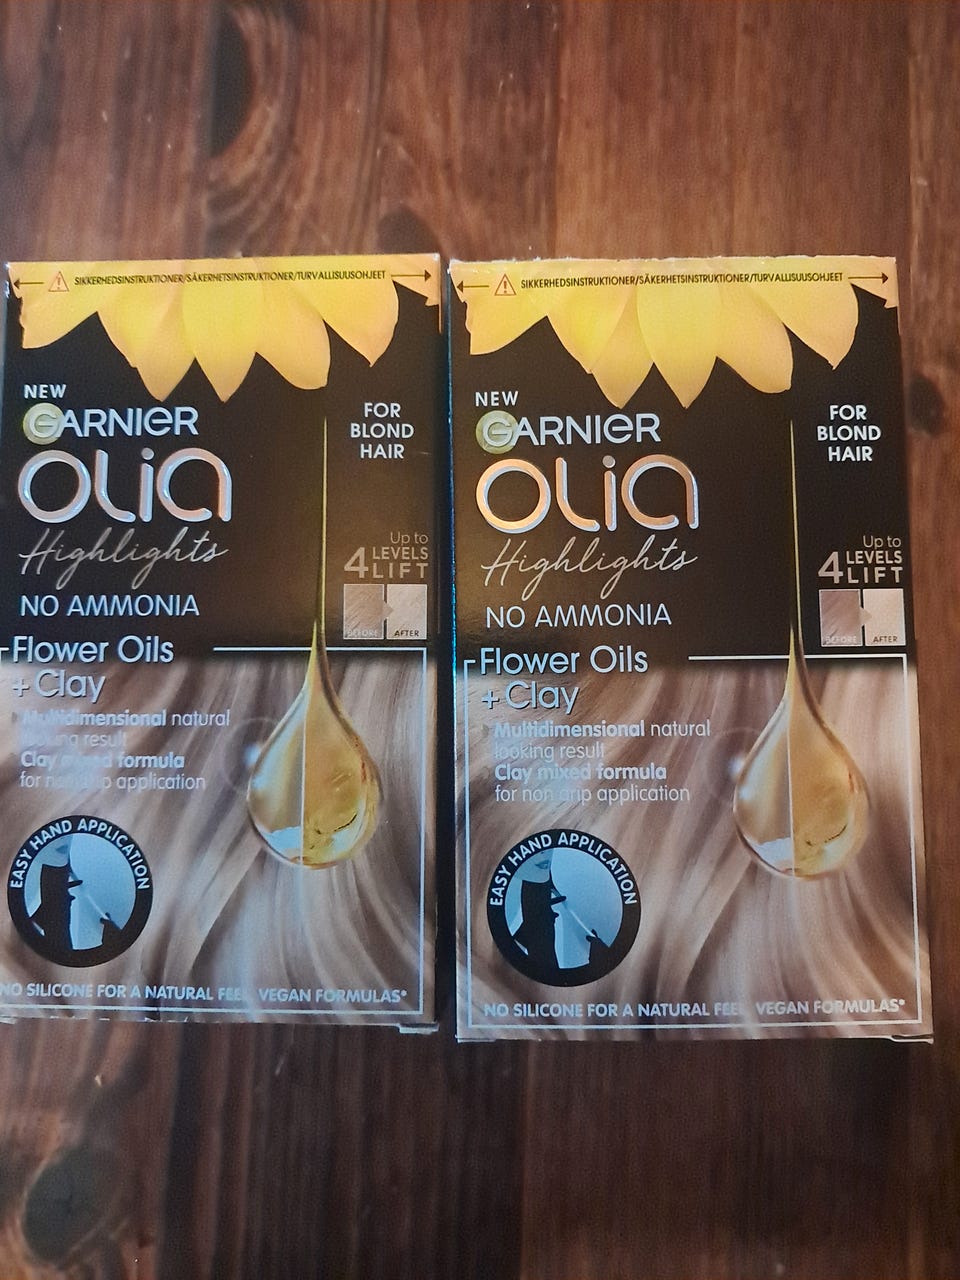 SIKKERHEDSINSTRUKTIONER/SÄKERHETSINSTRUKTIONER/TURVALLISUUSOHJEET
NEW
GARNIER
OLIA
Highlights
NO AMMONIA
FOR
BLOND
HAIR
Up to
4 LEVELS
LIFT
BEFORE
AFTER
Flower Oils
+ Clay
Multidimensional natural
looking result
Clay mixed formula
for non drip application
EASY HAND APPLICATION
NO SILICONE FOR A NATURAL FEEL VEGAN FORMULAS*
SIKKERHEDSINSTRUKTIONER/SÄKERHETSINSTRUKTIONER/TURVALLISUUSOHJEET
NEW
GARNIER
OLIA
Highlights
NO AMMONIA
FOR
BLOND
HAIR
Up to
4 LEVELS
LIFT
BEFORE
AFTER
Flower Oils
+ Clay
Multidimensional natural
looking result
Clay mixed formula
for non drip application
EASY HAND APPLICATION
NO SILICONE FOR A NATURAL FEEL VEGAN FORMULAS*